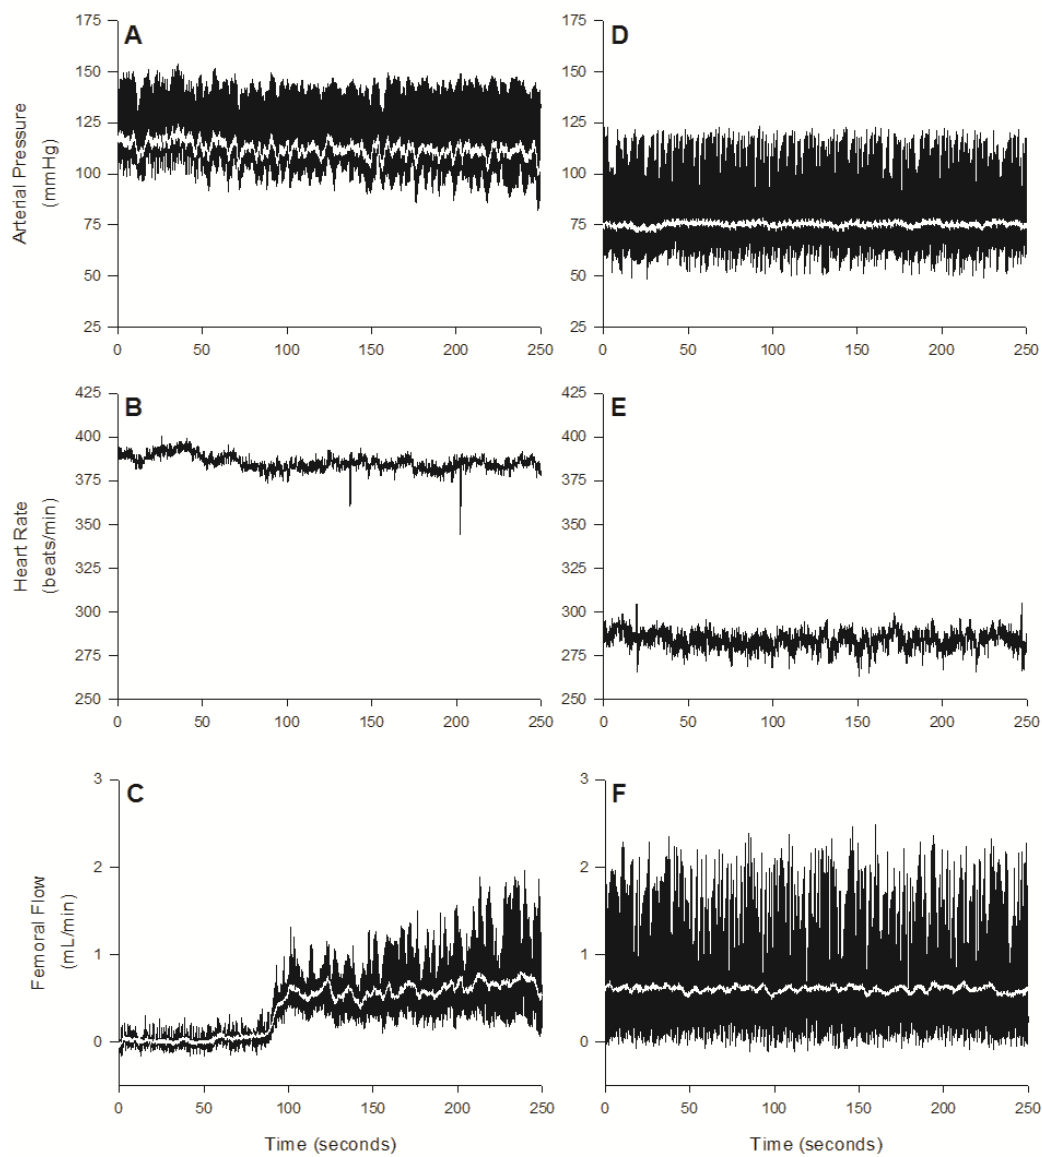 A
D
175
150
125
100
75
50
25
175
150
125
100
75
50
25
Arterial Pressure
(mmHg)
0 50 100 150 200 250
0 50 100 150 200 250
B
E
425
400
375
350
325
300
275
250
425
400
375
350
325
300
275
250
Heart Rate
(beats/min)
0 50 100 150 200 250
0 50 100 150 200 250
C
F
3
2
1
0
3
2
1
0
Femoral Flow
(mL/min)
0 50 100 150 200 250
0 50 100 150 200 250
Time (seconds)
Time (seconds)